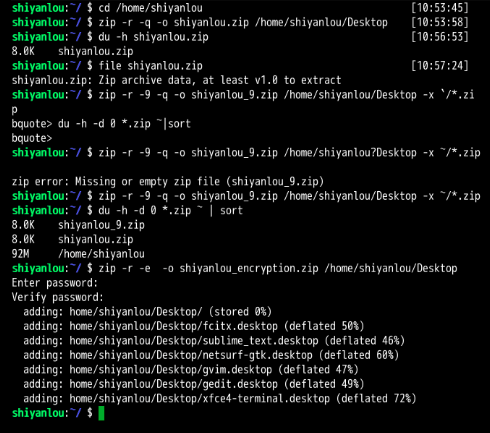 shiyanlou:~/ $ cd /home/shiyanlou [10:53:45]
shiyanlou:~/ $ zip -r -q -o shiyanlou.zip /home/shiyanlou/Desktop [10:53:58]
shiyanlou:~/ $ du -h shiyanlou.zip [10:56:53]
8.0K shiyanlou.zip
shiyanlou:~/ $ file shiyanlou.zip [10:57:24]
shiyanlou.zip: Zip archive data, at least v1.0 to extract
shiyanlou:~/ $ zip -r -9 -q -o shiyanlou_9.zip /home/shiyanlou/Desktop -x `/*.zi
p
bquote> du -h -d 0 *.zip ~|sort
bquote>
shiyanlou:~/ $ zip -r -9 -q -o shiyanlou_9.zip /home/shiyanlou?Desktop -x ~/*.zip
zip error: Missing or empty zip file (shiyanlou_9.zip)
shiyanlou:~/ $ zip -r -9 -q -o shiyanlou_9.zip /home/shiyanlou/Desktop -x ~/*.zip
shiyanlou:~/ $ du -h -d 0 *.zip ~ | sort
8.0K shiyanlou_9.zip
8.0K shiyanlou.zip
92M /home/shiyanlou
shiyanlou:~/ $ zip -r -e -o shiyanlou_encryption.zip /home/shiyanlou/Desktop
Enter password:
Verify password:
adding: home/shiyanlou/Desktop/ (stored 0%)
adding: home/shiyanlou/Desktop/fcitx.desktop (deflated 50%)
adding: home/shiyanlou/Desktop/sublime_text.desktop (deflated 46%)
adding: home/shiyanlou/Desktop/netsurf-gtk.desktop (deflated 60%)
adding: home/shiyanlou/Desktop/gvim.desktop (deflated 47%)
adding: home/shiyanlou/Desktop/gedit.desktop (deflated 49%)
adding: home/shiyanlou/Desktop/xfce4-terminal.desktop (deflated 72%)
shiyanlou:~/ $